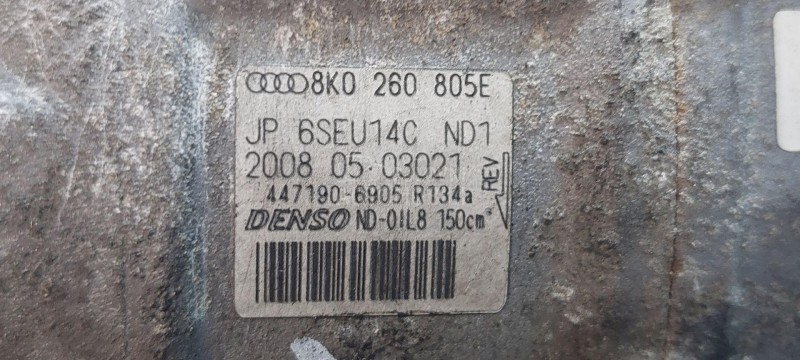 8K0 260 805E
JP 6SEU14C ND1
2008 05-03021
REV
447190-6905 R134a
DENSO ND-OIL8 150cm³